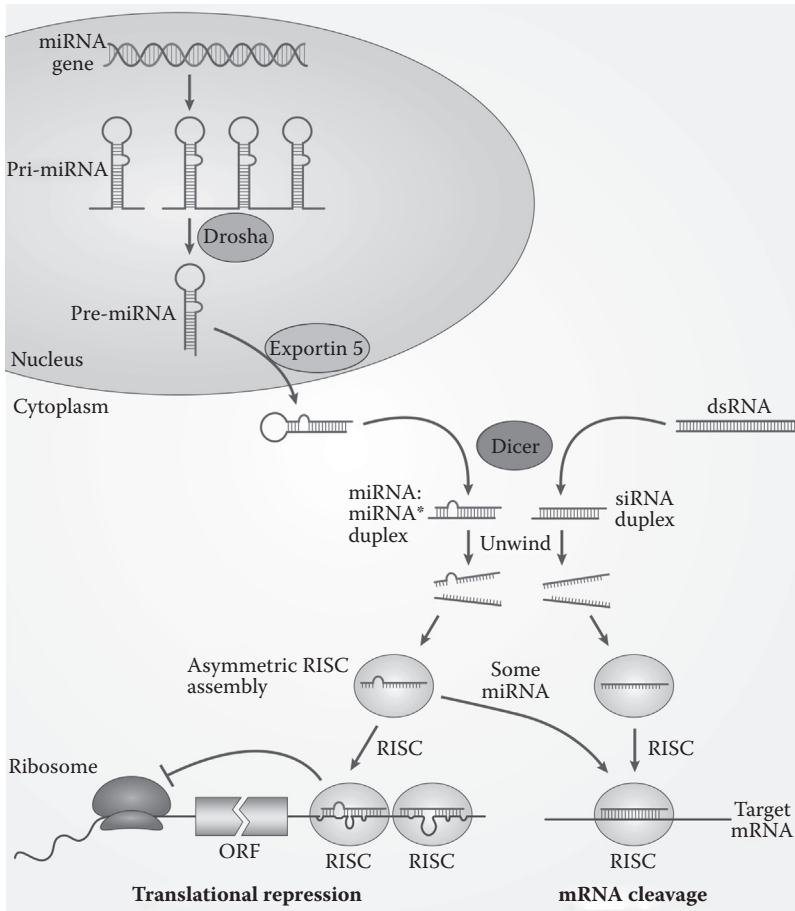 miRNA
gene
Pri-miRNA
Drosha
Pre-miRNA
Exportin 5
Nucleus
Cytoplasm
dsRNA
Dicer
miRNA:
miRNA*
duplex
siRNA
duplex
Unwind
Asymmetric RISC
assembly
Some
miRNA
RISC
RISC
Ribosome
ORF
RISC
RISC
RISC
Target
mRNA
Translational repression
mRNA cleavage